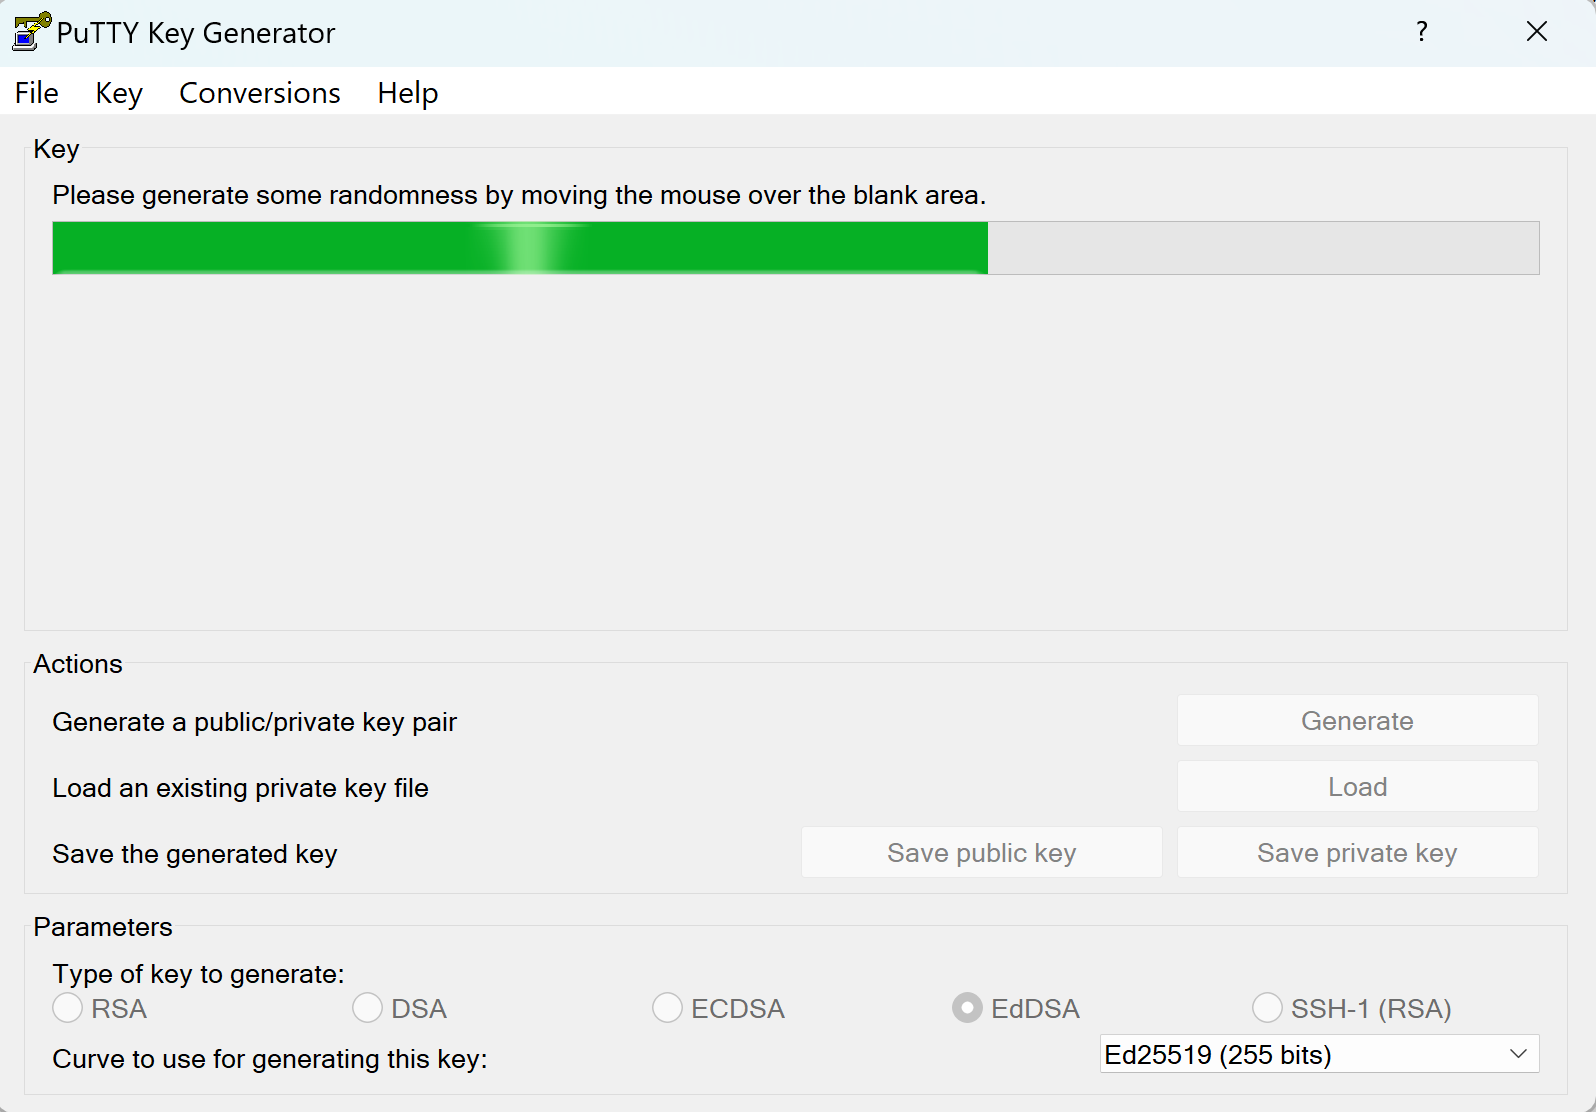 PuTTY Key Generator
?
File Key Conversions Help
Key
Please generate some randomness by moving the mouse over the blank area.
Actions
Generate a public/private key pair
Generate
Load an existing private key file
Load
Save the generated key
Save public key
Save private key
Parameters
Type of key to generate:
RSA DSA ECDSA EdDSA SSH-1 (RSA)
Curve to use for generating this key:
Ed25519 (255 bits)